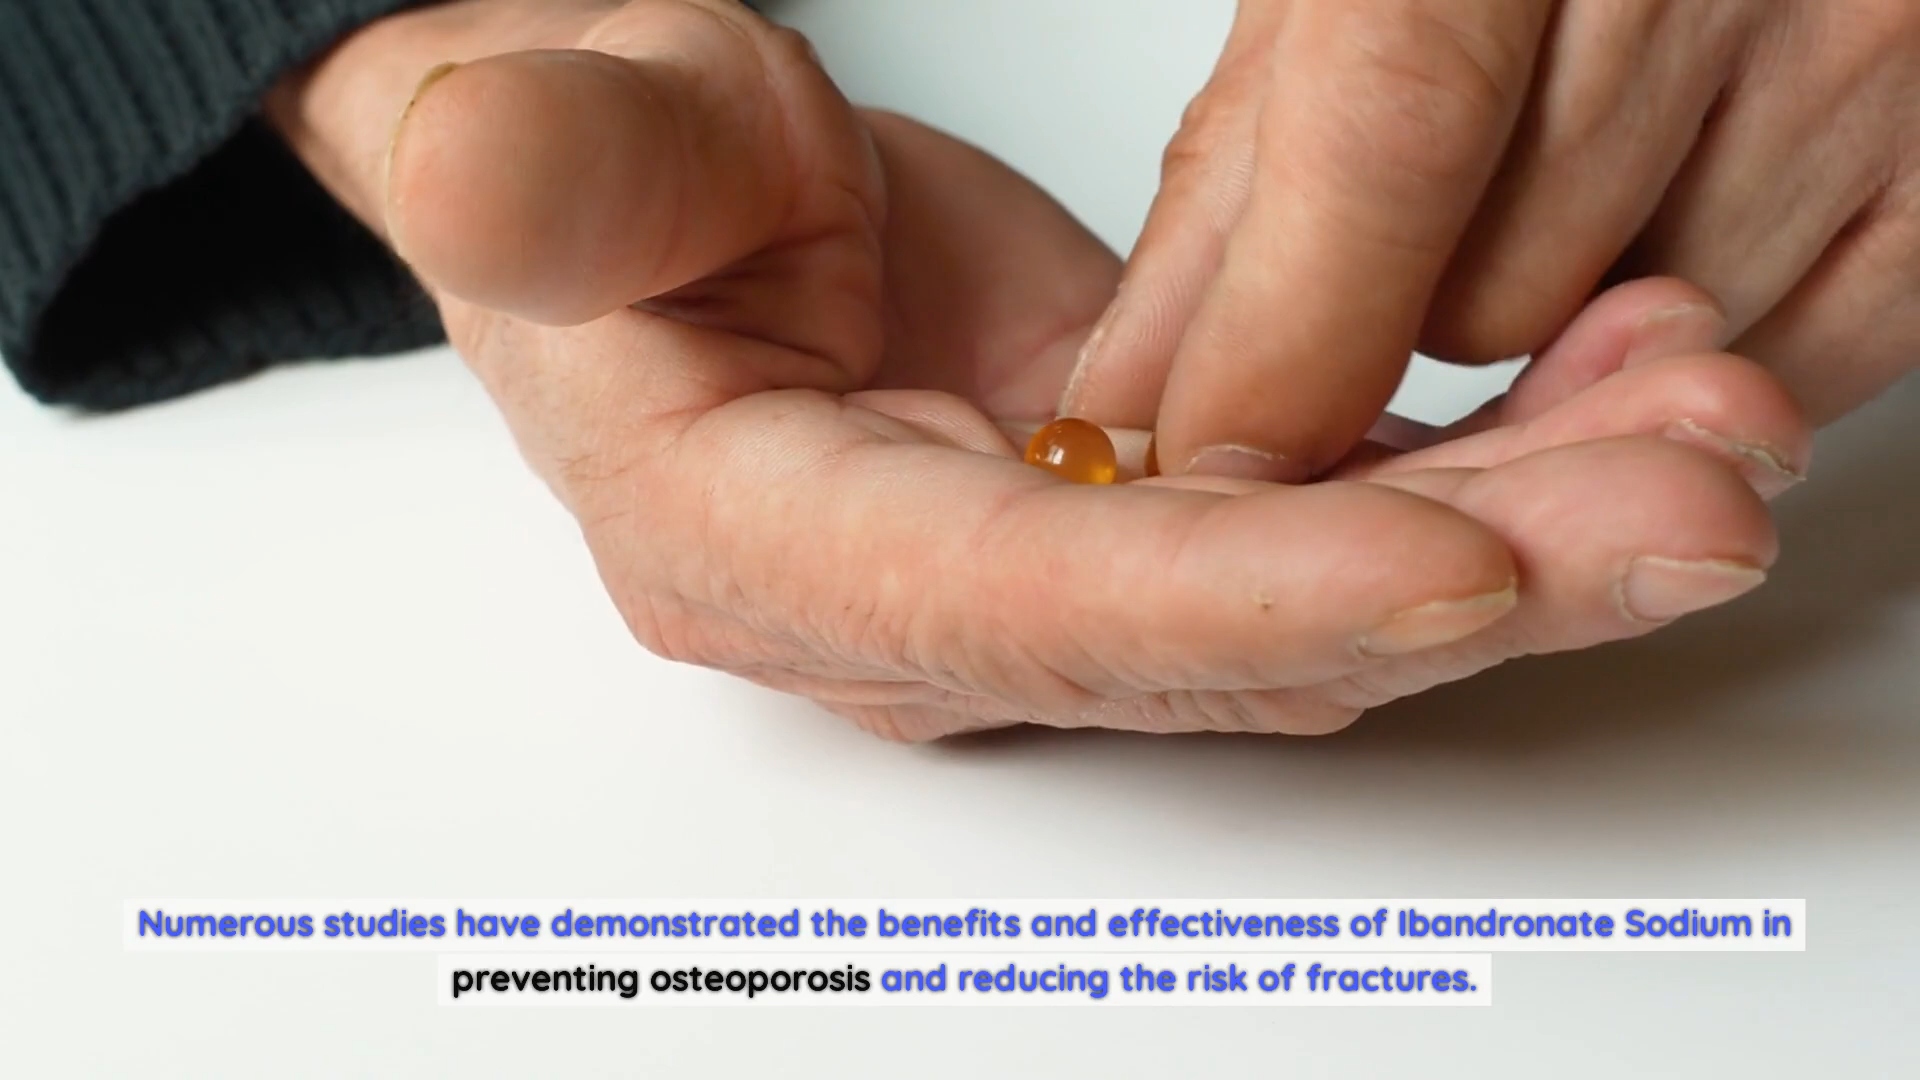 Numerous studies have demonstrated the benefits and effectiveness of Ibandronate Sodium in
preventing osteoporosis and reducing the risk of fractures.